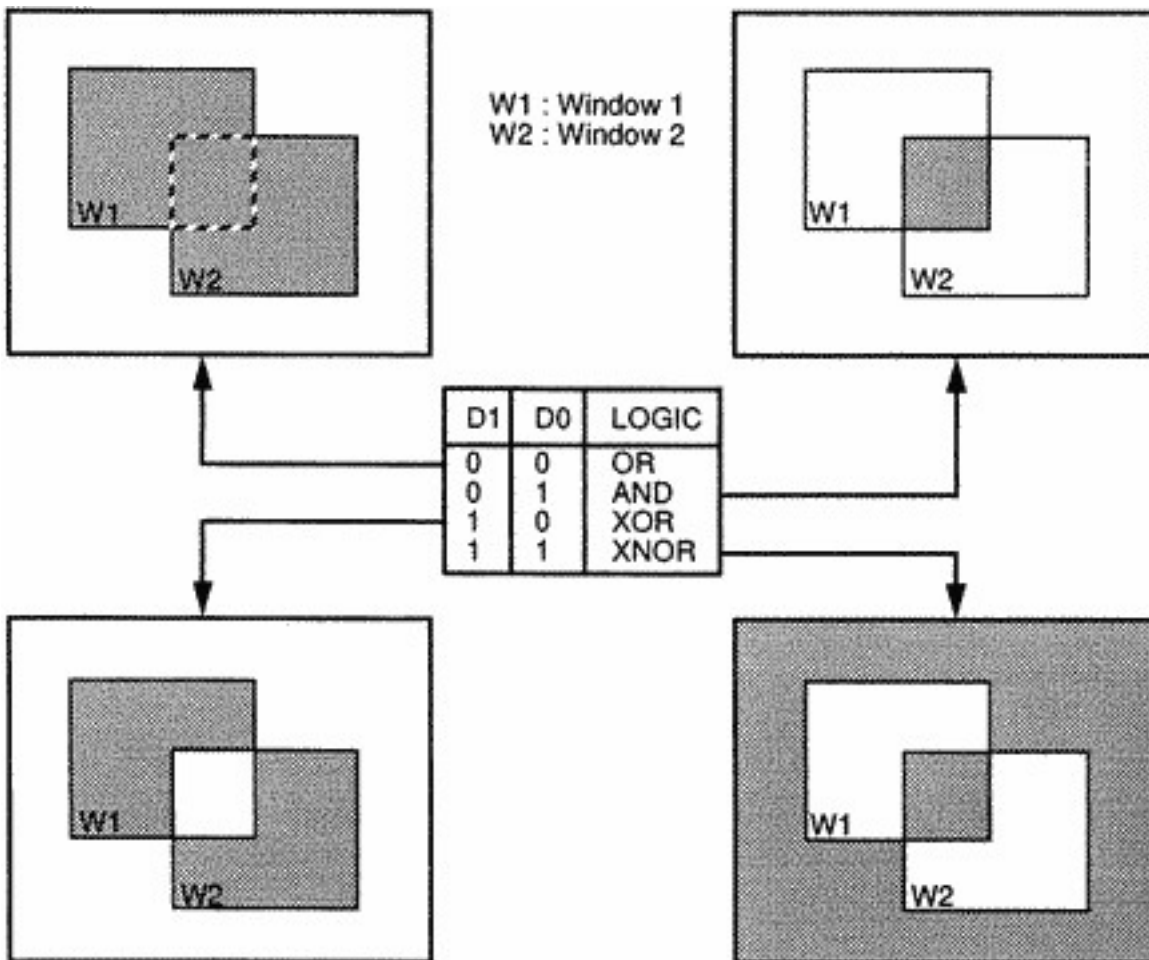 W1
W2
W1 : Window 1
W2 : Window 2
W1
W2
D1 D0 LOGIC
0 0 OR
0 1 AND
1 0 XOR
1 1 XNOR
W1
W2
W1
W2